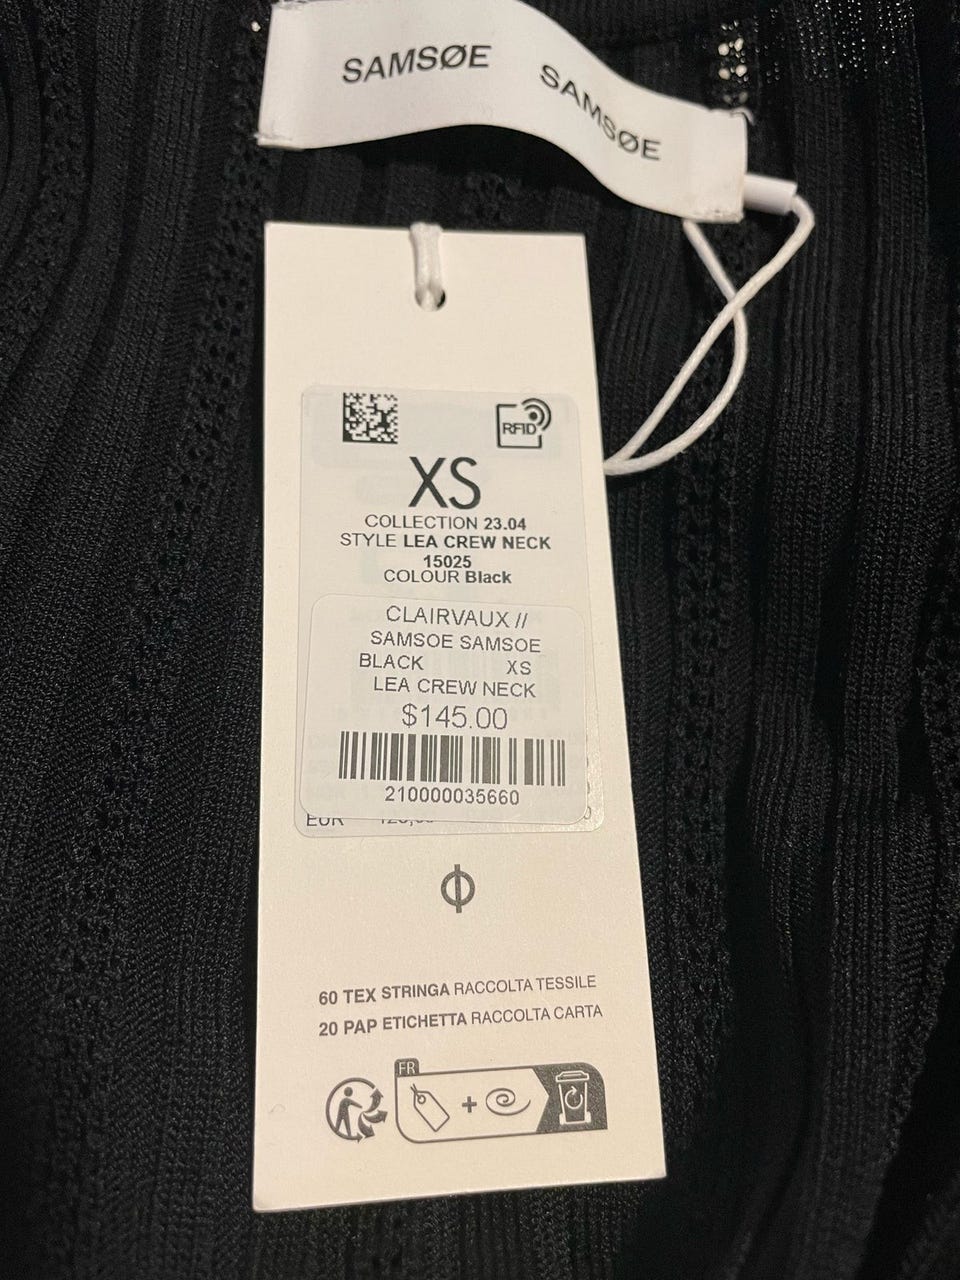 SAMSØE SAMSØE
RFID
XS
COLLECTION 23.04
STYLE LEA CREW NECK
15025
COLOUR Black
CLAIRVAUX //
SAMSOE SAMSOE
BLACK XS
LEA CREW NECK
$145.00
210000035660
EUR
60 TEX STRINGA RACCOLTA TESSILE
20 PAP ETICHETTA RACCOLTA CARTA
FR
+